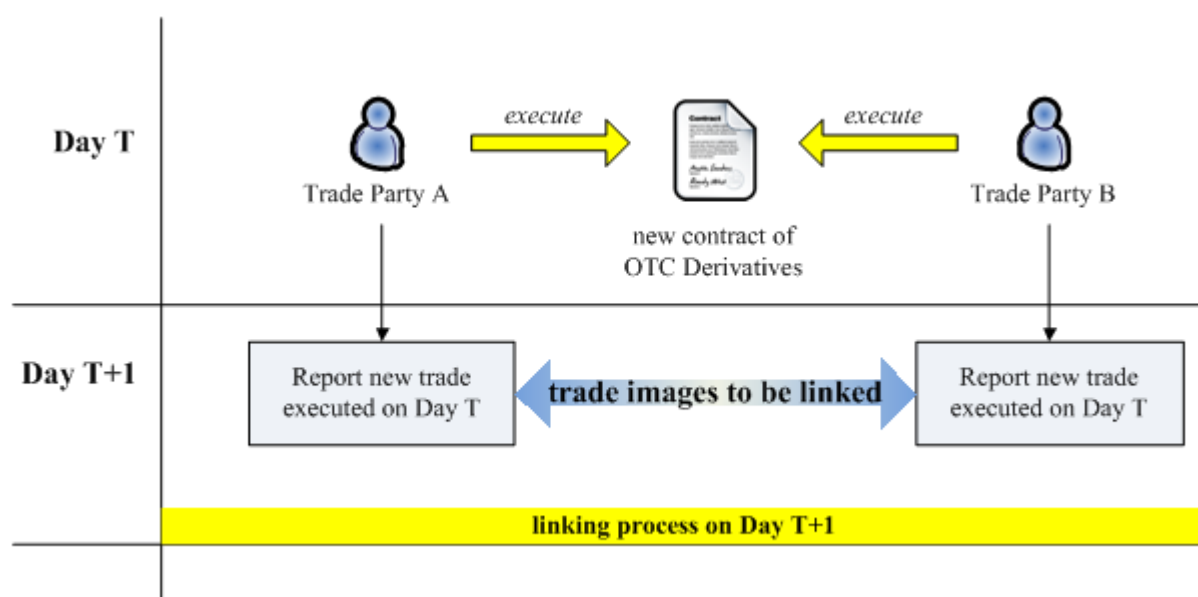 Day T
execute
execute
Contract
Trade Party A
Trade Party B
new contract of
OTC Derivatives
Day T+1
Report new trade
executed on Day T
trade images to be linked
Report new trade
executed on Day T
linking process on Day T+1